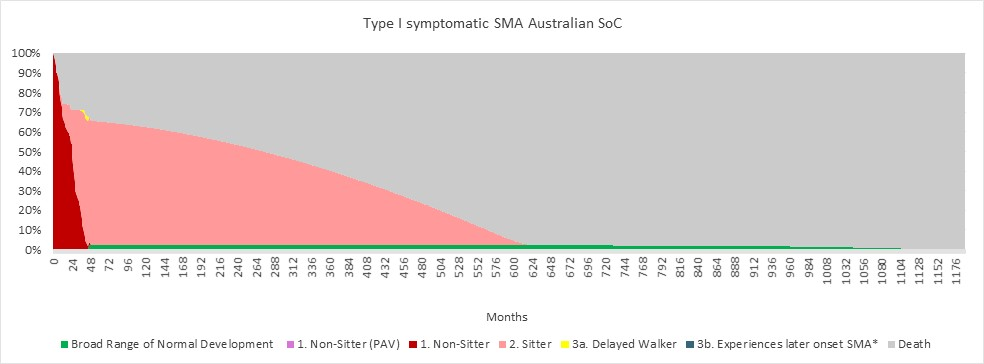 Type I symptomatic SMA Australian SoC
100%
90%
80%
70%
60%
50%
40%
30%
20%
10%
0%
0 24 48 72 96 120 144 168 192 216 240 264 288 312 336 360 384 408 432 456 480 504 528 552 576 600 624 648 672 696 720 744 768 792 816 840 864 888 912 936 960 984 1008 1032 1056 1080 1104 1128 1152 1176
Months
Broad Range of Normal Development 1. Non-Sitter (PAV) 1. Non-Sitter 2. Sitter 3a. Delayed Walker 3b. Experiences later onset SMA* Death